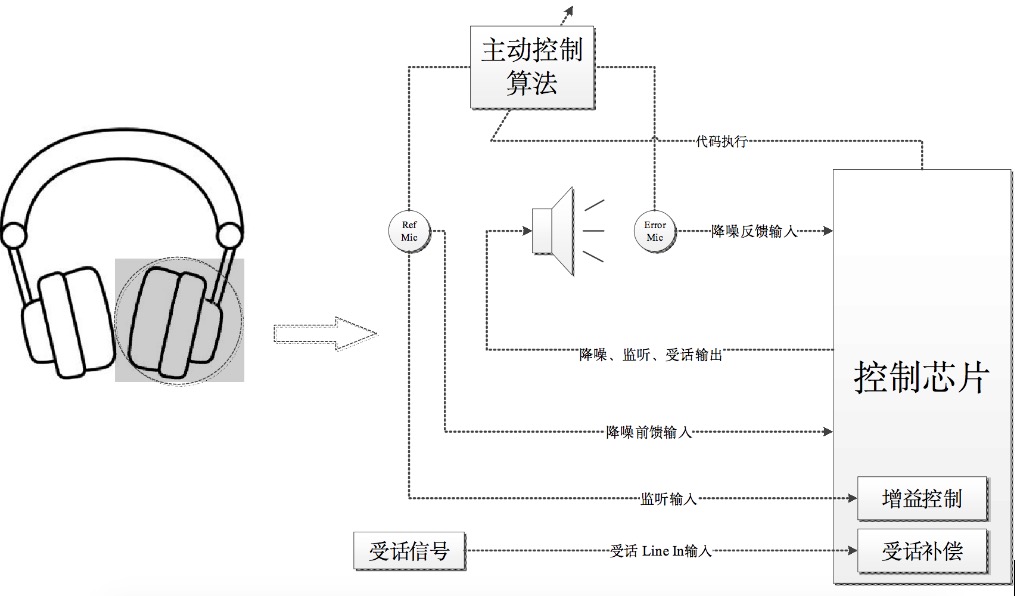 主动控制
算法
代码执行
Ref
Mic
Error
Mic
降噪反馈输入
降噪、监听、受话输出
控制芯片
降噪前馈输入
监听输入
增益控制
受话信号
受话 Line In输入
受话补偿